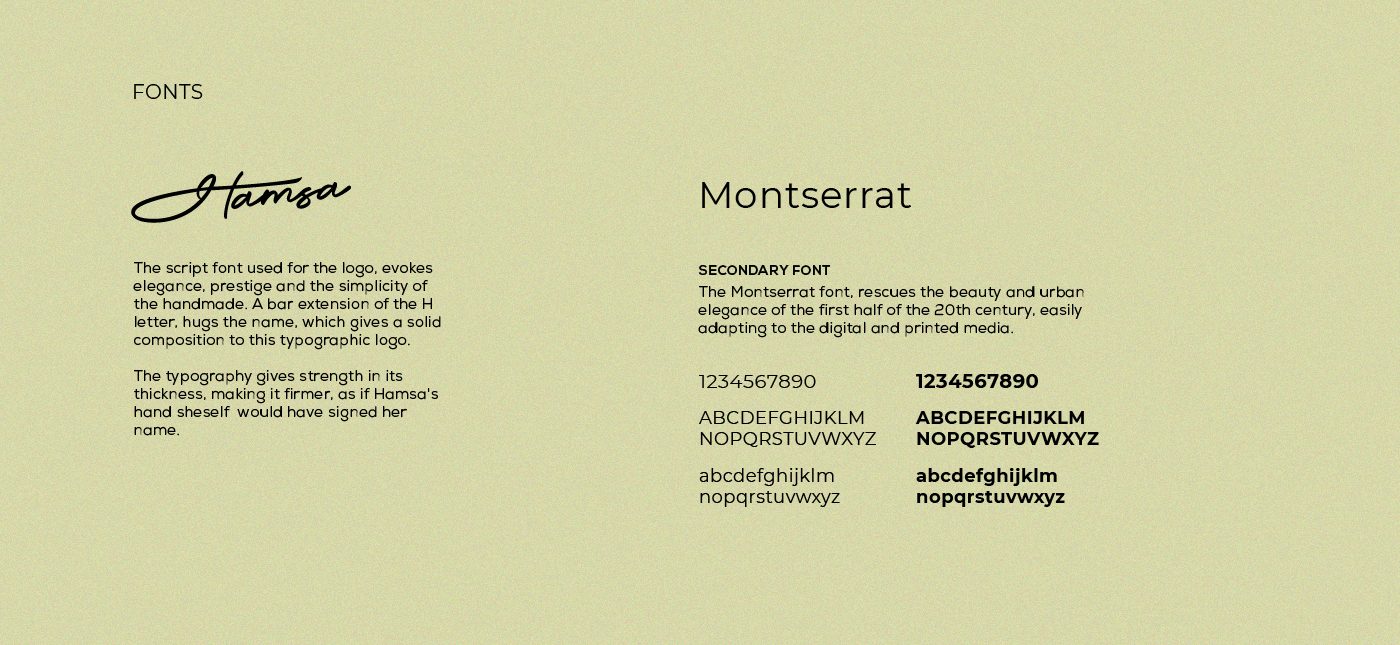 FONTS
Hamsa
The script font used for the logo, evokes
elegance, prestige and the simplicity of
the handmade. A bar extension of the H
letter, hugs the name, which gives a solid
composition to this typographic logo.
The typography gives strength in its
thickness, making it firmer, as if Hamsa's
hand sheself  would have signed her
name.
Montserrat
SECONDARY FONT
The Montserrat font, rescues the beauty and urban
elegance of the first half of the 20th century, easily
adapting to the digital and printed media.
1234567890
ABCDEFGHIJKLM
NOPQRSTUVWXYZ
abcdefghijklm
nopqrstuvwxyz
1234567890
ABCDEFGHIJKLM
NOPQRSTUVWXYZ
abcdefghijklm
nopqrstuvwxyz